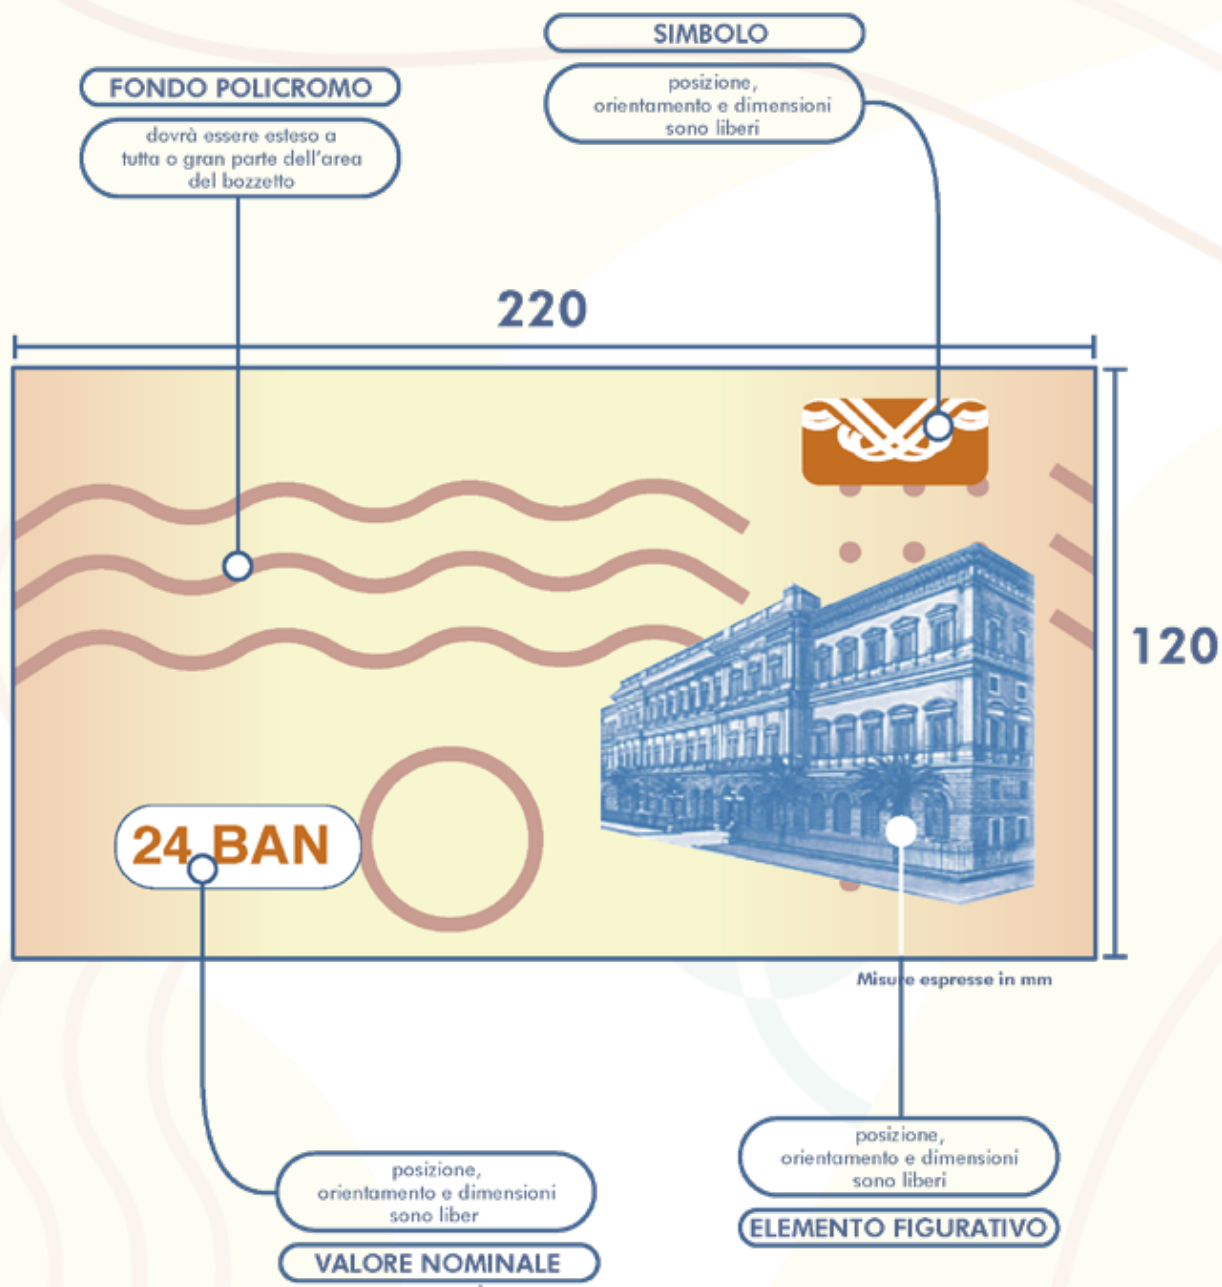 SIMBOLO
posizione,
orientamento e dimensioni
sono liberi
FONDO POLICROMO
dovrà essere esteso a
tutta o gran parte dell'area
del bozzetto
220
120
24 BAN
Misure espresse in mm
posizione,
orientamento e dimensioni
sono liberi
ELEMENTO FIGURATIVO
posizione,
orientamento e dimensioni
sono liber
VALORE NOMINALE